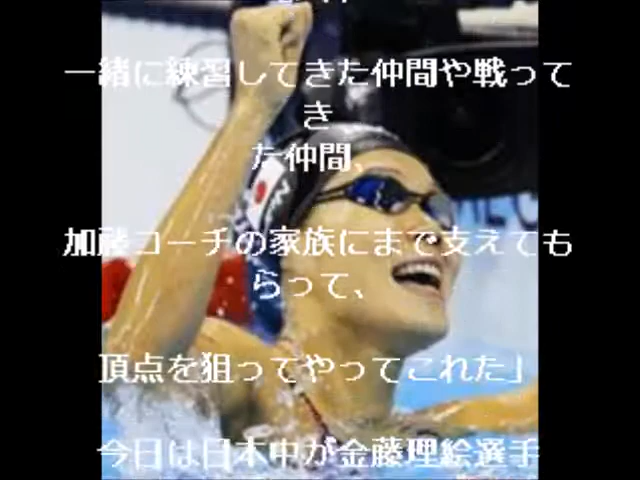 一緒に練習してきた仲間や戦って
き
た仲間、
加藤コーチの家族にまで支えても
らって、
頂点を狙ってやってこれた」
今日は日本中が金藤理絵選手